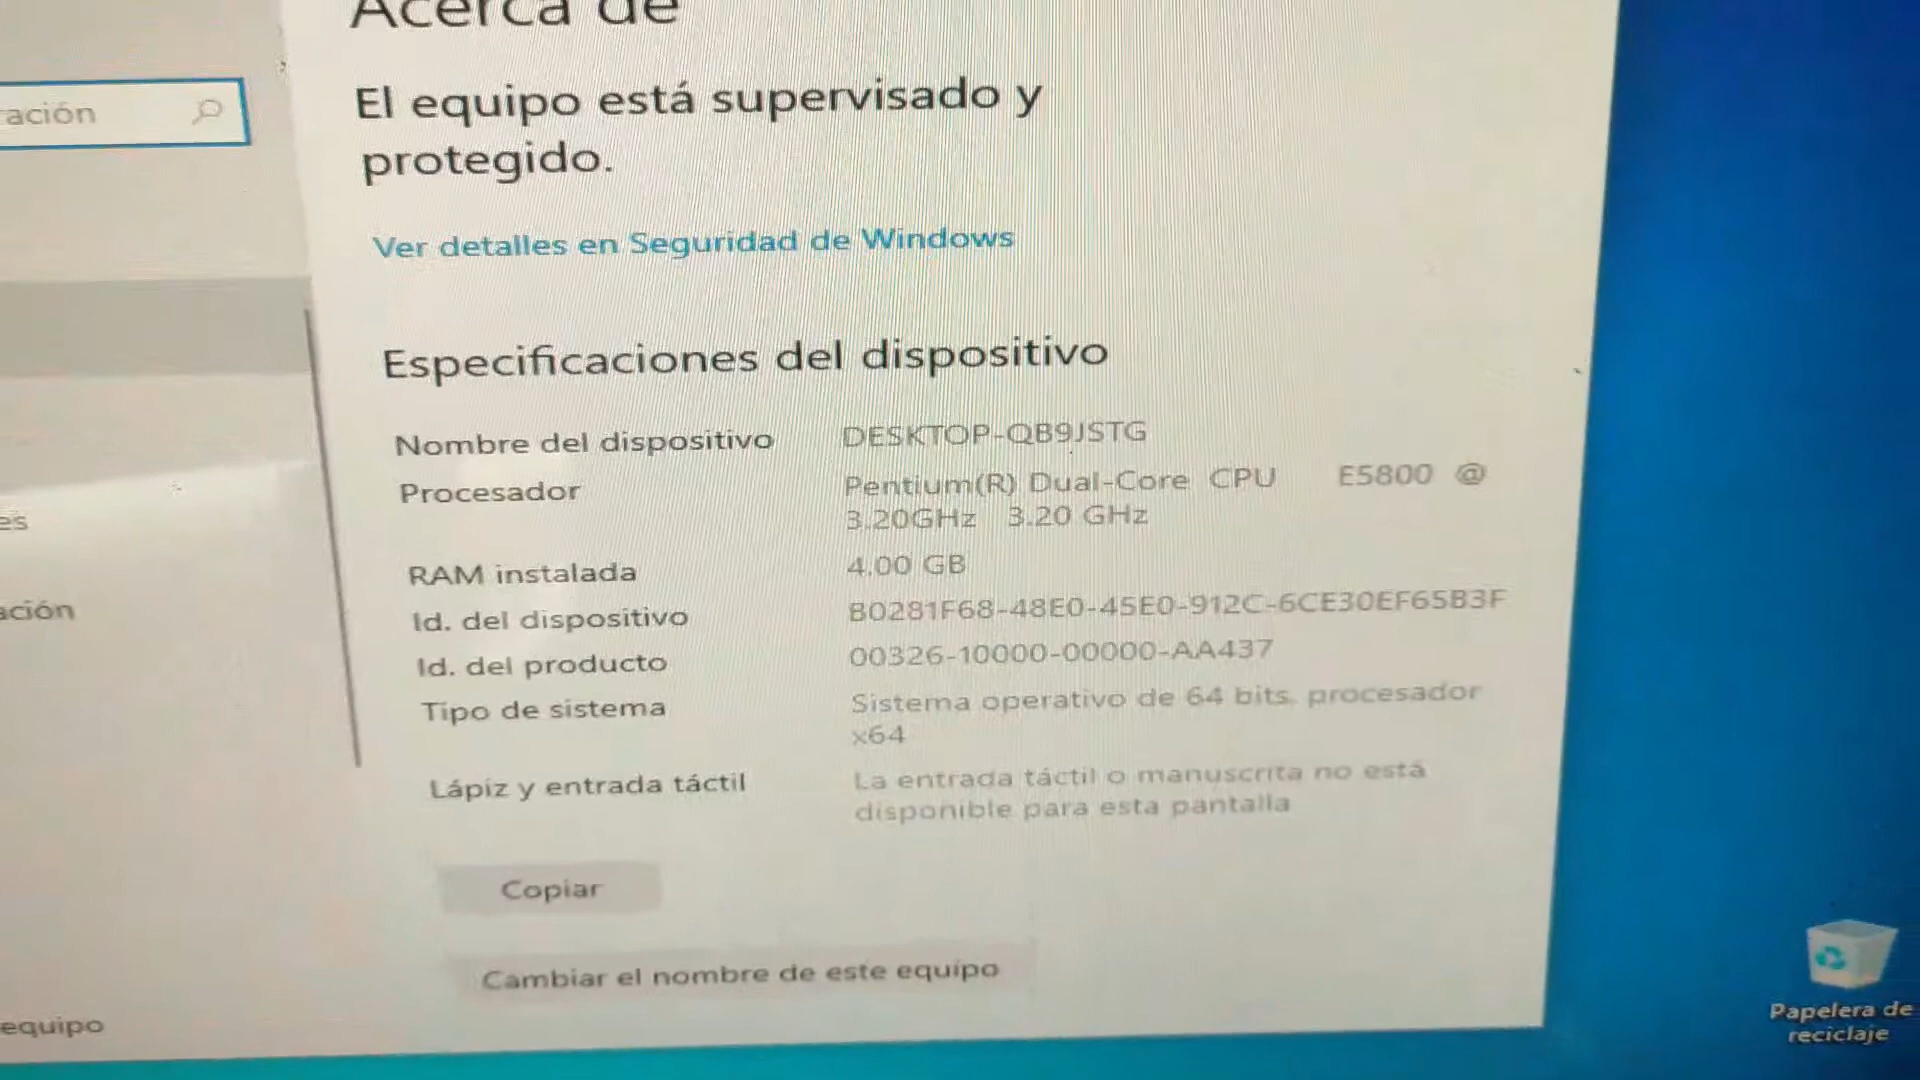 Acerca de
ación
El equipo está supervisado y
protegido.
Ver detalles en Seguridad de Windows
Especificaciones del dispositivo
Nombre del dispositivo DESKTOP-QB9JSTG
Procesador Pentium(R) Dual-Core CPU E5800 @
3.20GHz 3.20 GHz
es
RAM instalada 4.00 GB
ación
Id. del dispositivo B0281F68-48E0-45E0-912C-6CE30EF65B3F
Id. del producto 00326-10000-00000-AA437
Tipo de sistema Sistema operativo de 64 bits, procesador
x64
Lápiz y entrada táctil La entrada táctil o manuscrita no está
disponible para esta pantalla
Copiar
Cambiar el nombre de este equipo
equipo
Papelera de
reciclaje